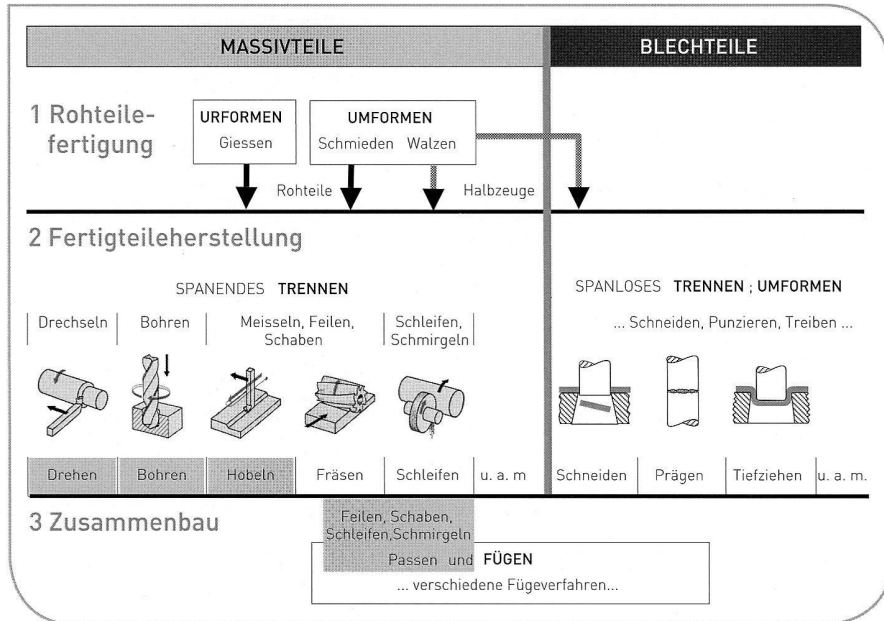 MASSIVTEILE
BLECHTEILE
1 Rohteile-
fertigung
URFORMEN
Giessen
UMFORMEN
Schmieden Walzen
Rohteile
Halbzeuge
2 Fertigteileherstellung
SPANENDES TRENNEN
SPANLOSES TRENNEN ; UMFORMEN
Drechseln
Bohren
Meisseln, Feilen,
Schaben
Schleifen,
Schmirgeln
... Schneiden, Punzieren, Treiben ...
Drehen
Bohren
Hobeln
Fräsen
Schleifen
u. a. m
Schneiden
Prägen
Tiefziehen
u. a. m.
3 Zusammenbau
Feilen, Schaben,
Schleifen,Schmirgeln
Passen und FÜGEN
... verschiedene Fügeverfahren...